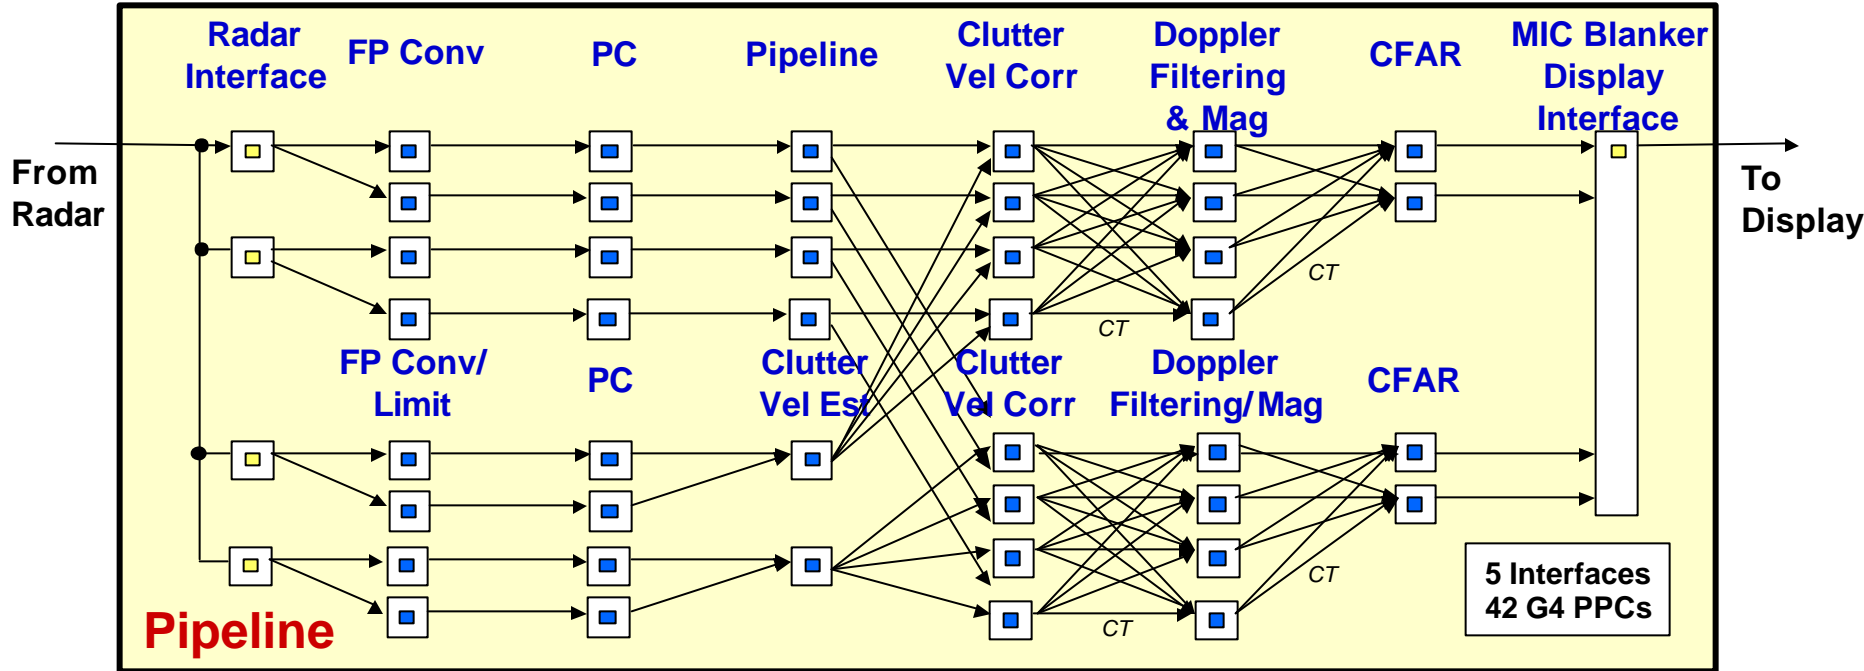 Radar
Interface
FP Conv
PC
Pipeline
Clutter
Vel Corr
Doppler
Filtering
& Mag
CFAR
MIC Blanker
Display
Interface
From
Radar
To
Display
CT
CT
FP Conv/
Limit
PC
Clutter
Vel Est
Clutter
Vel Corr
Doppler
Filtering/Mag
CFAR
CT
CT
5 Interfaces
42 G4 PPCs
Pipeline